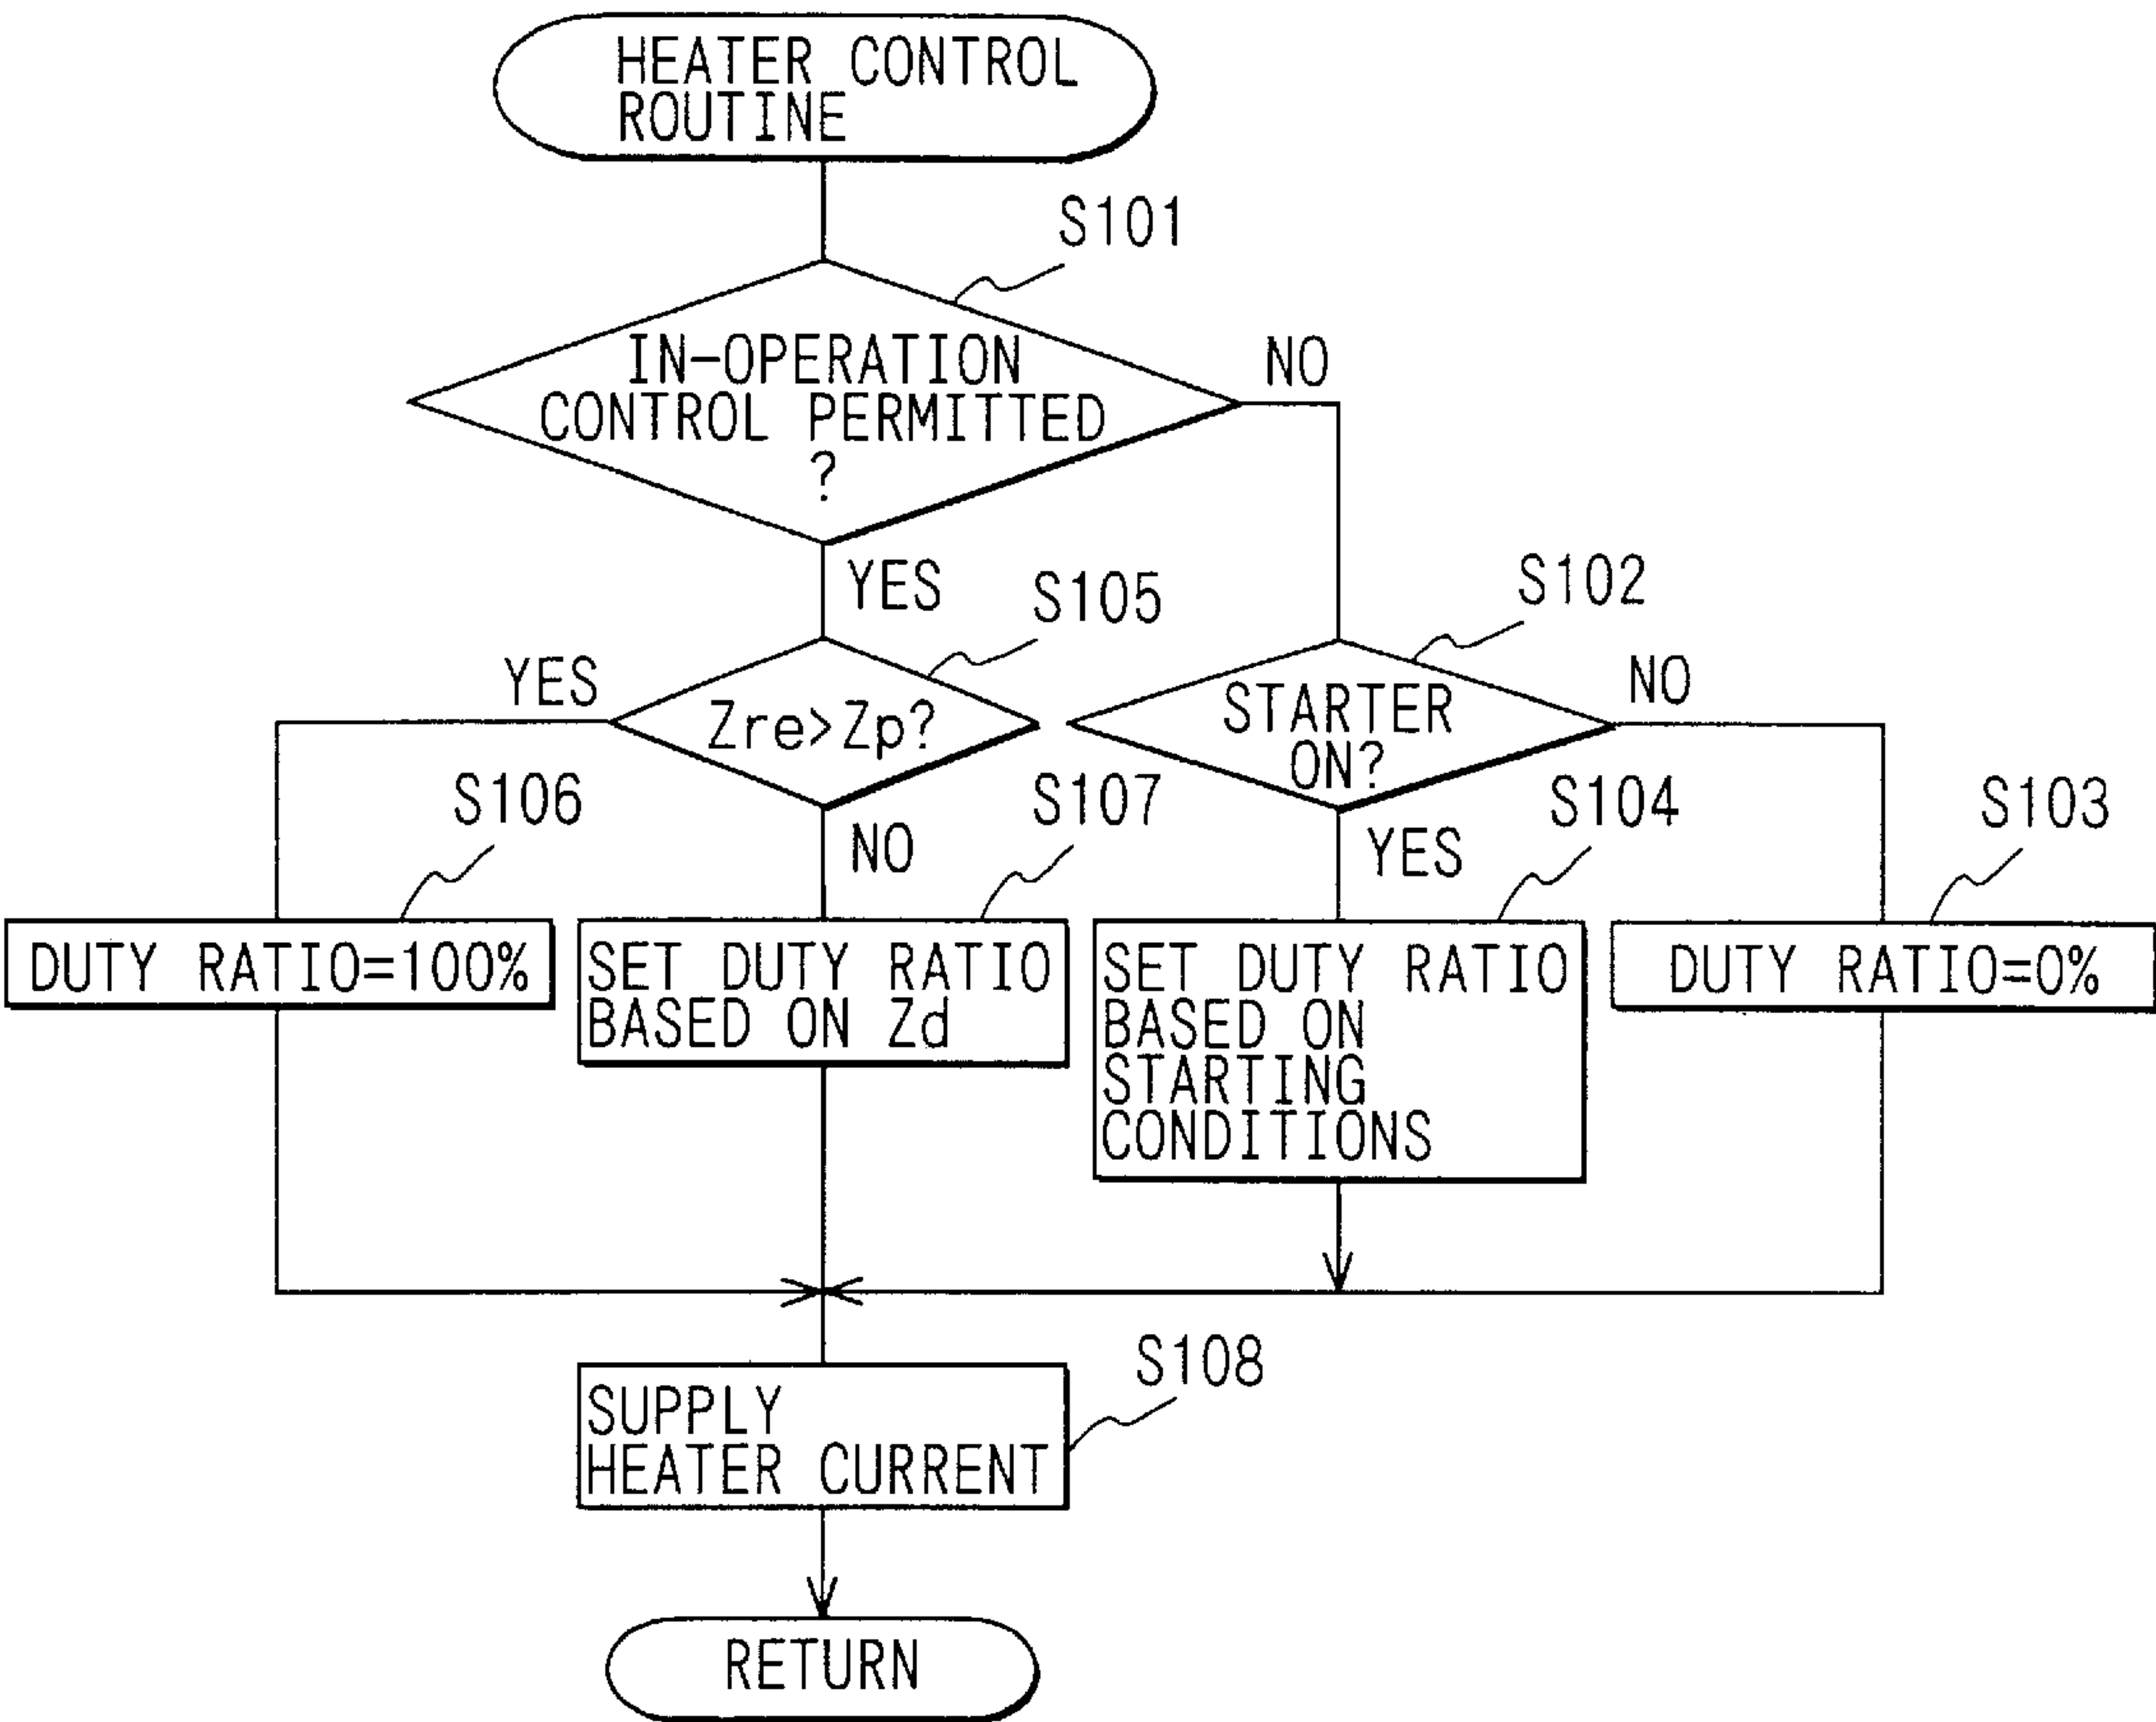 HEATER CONTROL
ROUTINE
S101
IN-OPERATION
CONTROL PERMITTED
?
NO
YES
S105
S102
YES
Zre>Zp?
STARTER
ON?
NO
S106
NO
S107
YES
S104
S103
DUTY RATIO=100%
SET DUTY RATIO
BASED ON Zd
SET DUTY RATIO
BASED ON
STARTING
CONDITIONS
DUTY RATIO=0%
S108
SUPPLY
HEATER CURRENT
RETURN